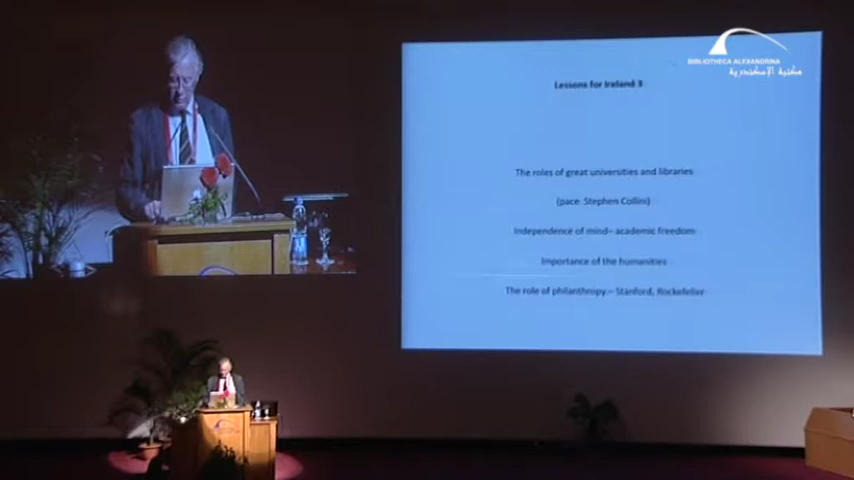 BIBLIOTHECA ALEXANDRINA
مكتبة الإسكندرية
Lessons for Ireland 3
The roles of great universities and libraries
(pace Stephen Collini)
Independence of mind– academic freedom
Importance of the humanities
The role of philanthropy – Stanford, Rockefeller